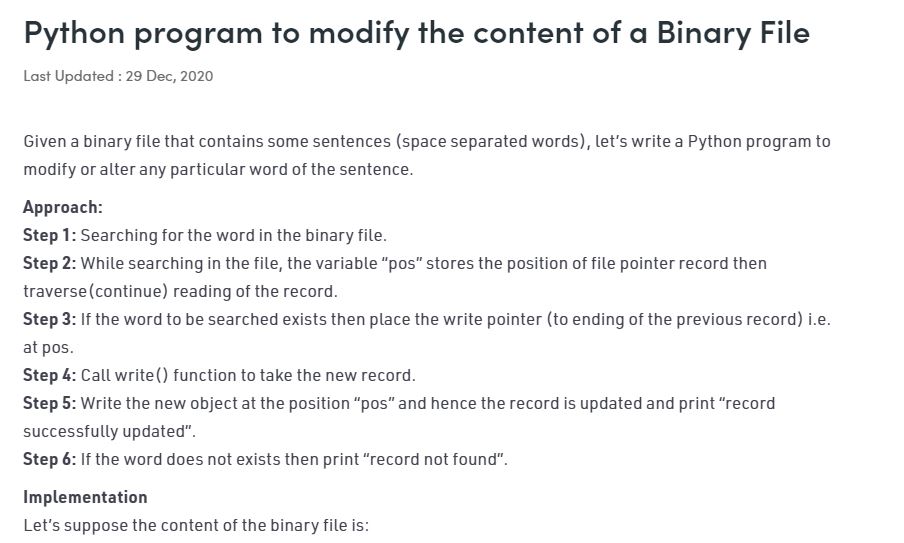 Python program to modify the content of a Binary File
Last Updated : 29 Dec, 2020
Given a binary file that contains some sentences (space separated words), let’s write a Python program to
modify or alter any particular word of the sentence.
Approach:
Step 1: Searching for the word in the binary file.
Step 2: While searching in the file, the variable “pos” stores the position of file pointer record then
traverse(continue) reading of the record.
Step 3: If the word to be searched exists then place the write pointer (to ending of the previous record) i.e.
at pos.
Step 4: Call write() function to take the new record.
Step 5: Write the new object at the position “pos” and hence the record is updated and print “record
successfully updated”.
Step 6: If the word does not exists then print “record not found”.
Implementation
Let’s suppose the content of the binary file is: